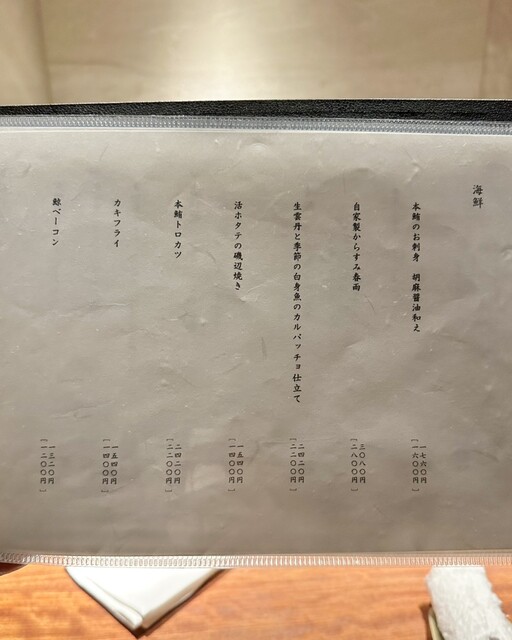 海鮮
本鮪のお刺身　胡麻醤油和え
一七六〇円
[一六〇〇円]
自家製からすみ春雨
三〇八〇円
[二八〇〇円]
生雲丹と季節の白身魚のカルパッチョ仕立て
二四二〇円
[二二〇〇円]
活ホタテの磯辺焼き
一五四〇円
[一四〇〇円]
本鮪トロカツ
二四二〇円
[二二〇〇円]
カキフライ
一五四〇円
[一四〇〇円]
鯨ベーコン
一三二〇円
[一二〇〇円]